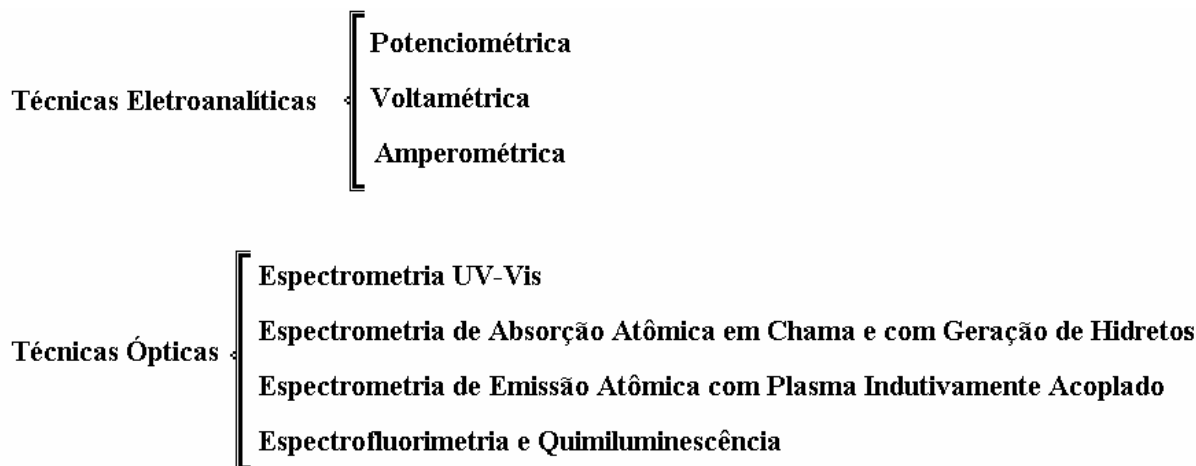 Técnicas Eletroanalíticas
Potenciométrica
Voltamétrica
Amperométrica
Técnicas Ópticas
Espectrometria UV-Vis
Espectrometria de Absorção Atômica em Chama e com Geração de Hidretos
Espectrometria de Emissão Atômica com Plasma Indutivamente Acoplado
Espectrofluorimetria e Quimiluminescência